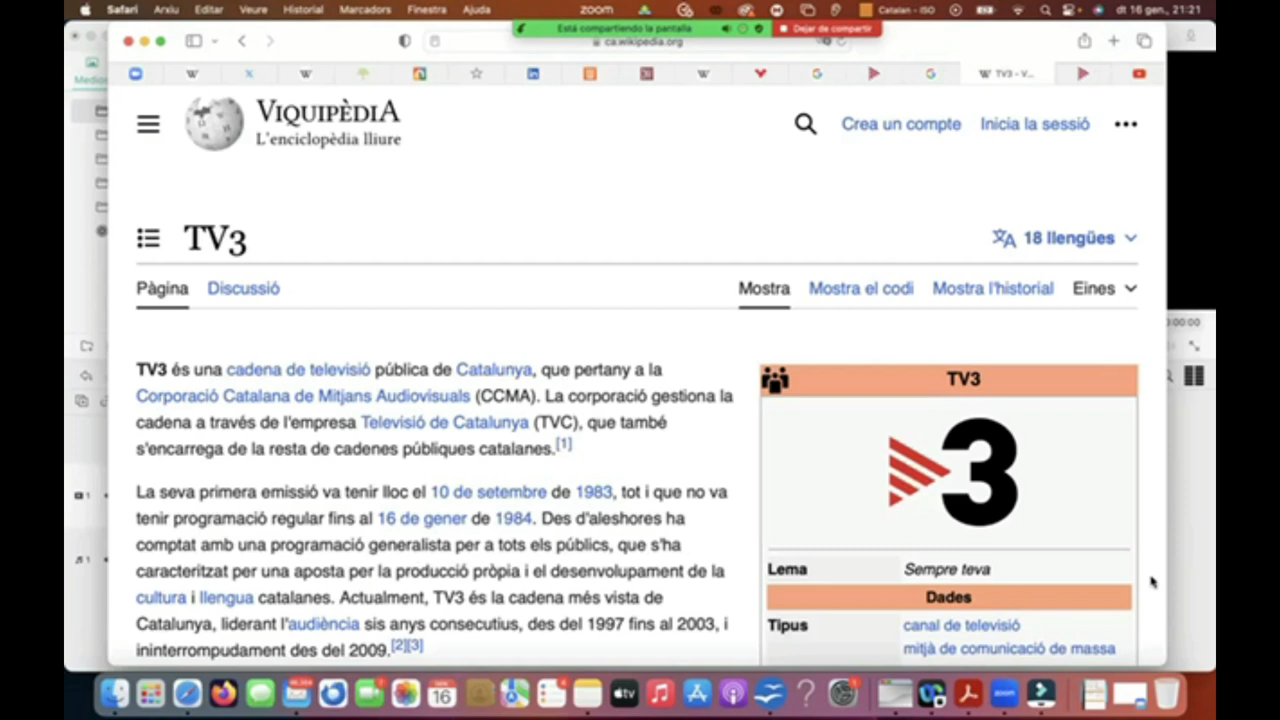 Safari Arxiu Editar Veure Historial Marcadors Finestra Ajuda zoom Catalan - ISO dt 16 gen., 21:21
Está compartiendo la pantalla Dejar de compartir
ca.wikipedia.org
TV3 - V...
VIQUIPÈDIA
L'enciclopèdia lliure
Crea un compte Inicia la sessió
TV3
18 llengües
Pàgina Discussió Mostra Mostra el codi Mostra l'historial Eines
TV3 és una cadena de televisió pública de Catalunya, que pertany a la
Corporació Catalana de Mitjans Audiovisuals (CCMA). La corporació gestiona la
cadena a través de l'empresa Televisió de Catalunya (TVC), que també
s'encarrega de la resta de cadenes públiques catalanes.[1]
La seva primera emissió va tenir lloc el 10 de setembre de 1983, tot i que no va
tenir programació regular fins al 16 de gener de 1984. Des d'aleshores ha
comptat amb una programació generalista per a tots els públics, que s'ha
caracteritzat per una aposta per la producció pròpia i el desenvolupament de la
cultura i llengua catalanes. Actualment, TV3 és la cadena més vista de
Catalunya, liderant l'audiència sis anys consecutius, des del 1997 fins al 2003, i
ininterrompudament des del 2009.[2][3]
TV3
3
Lema Sempre teva
Dades
Tipus canal de televisió
mitjà de comunicació de massa
16
tv
zoom